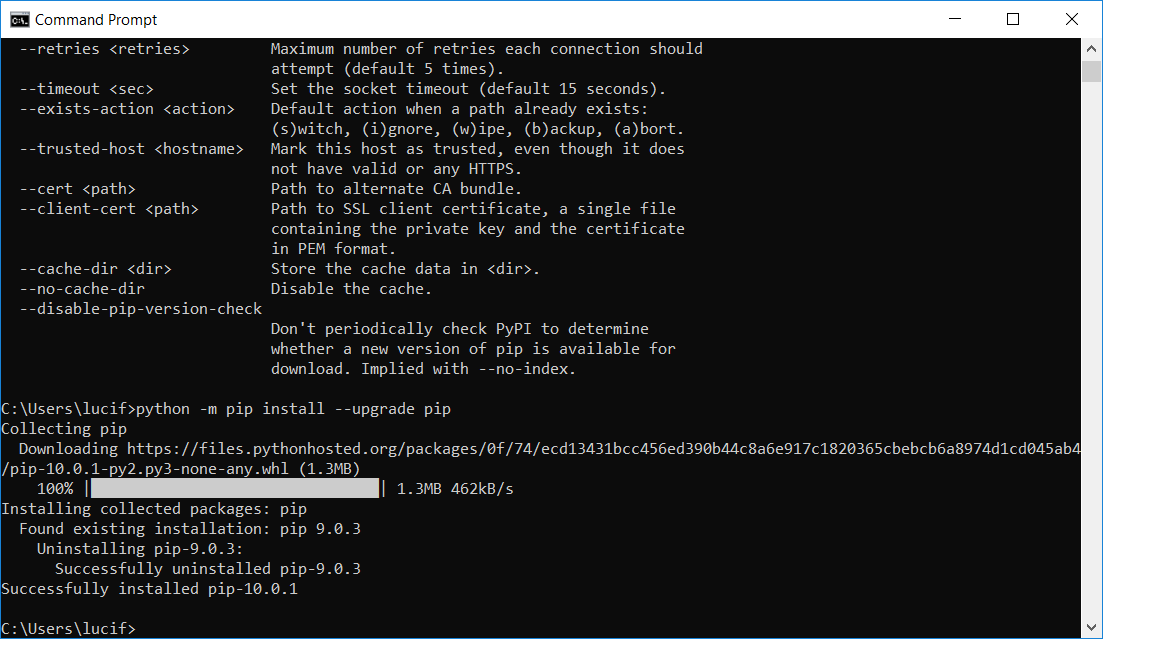 Command Prompt
--retries <retries> Maximum number of retries each connection should
attempt (default 5 times).
--timeout <sec> Set the socket timeout (default 15 seconds).
--exists-action <action> Default action when a path already exists:
(s)witch, (i)gnore, (w)ipe, (b)ackup, (a)bort.
--trusted-host <hostname> Mark this host as trusted, even though it does
not have valid or any HTTPS.
--cert <path> Path to alternate CA bundle.
--client-cert <path> Path to SSL client certificate, a single file
containing the private key and the certificate
in PEM format.
--cache-dir <dir> Store the cache data in <dir>.
--no-cache-dir Disable the cache.
--disable-pip-version-check
Don't periodically check PyPI to determine
whether a new version of pip is available for
download. Implied with --no-index.
C:\Users\lucif>python -m pip install --upgrade pip
Collecting pip
Downloading https://files.pythonhosted.org/packages/0f/74/ecd13431bcc456ed390b44c8a6e917c1820365cbebcb6a8974d1cd045ab4
/pip-10.0.1-py2.py3-none-any.whl (1.3MB)
100% |████████████████████████████████| 1.3MB 462kB/s
Installing collected packages: pip
Found existing installation: pip 9.0.3
Uninstalling pip-9.0.3:
Successfully uninstalled pip-9.0.3
Successfully installed pip-10.0.1
C:\Users\lucif>